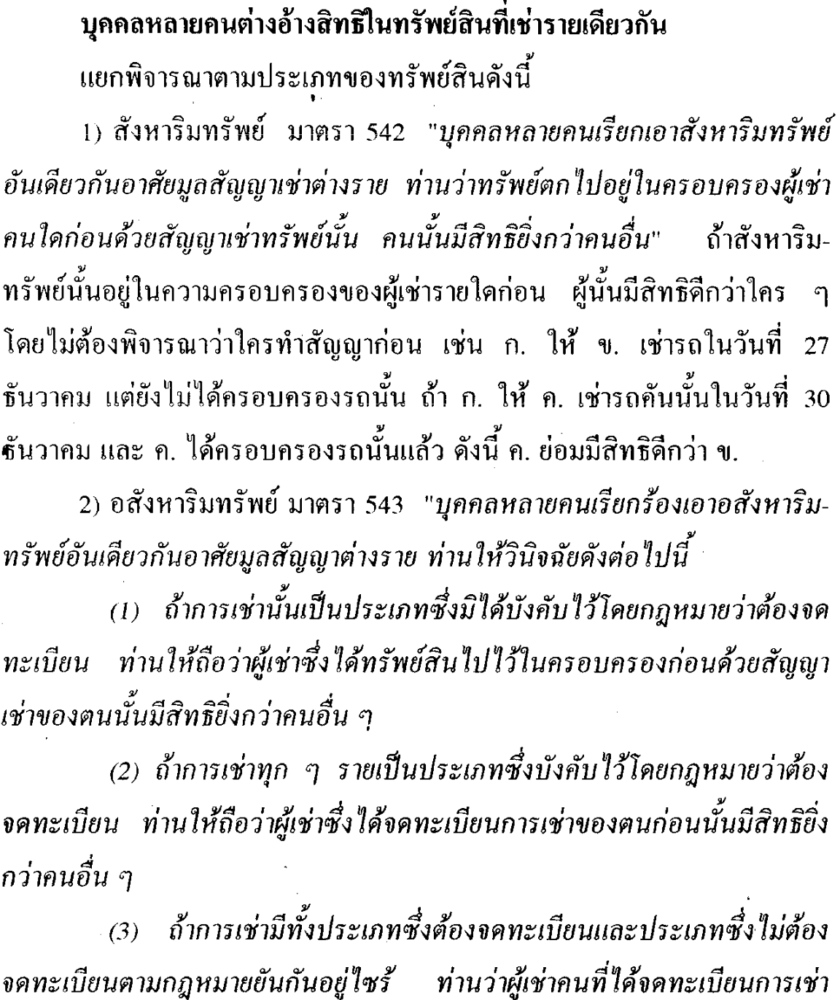 บุคคลหลายคนต่างอ้างสิทธิในทรัพย์สินที่เช่ารายเดียวกัน
แยกพิจารณาตามประเภทของทรัพย์สินดังนี้
1) สังหาริมทรัพย์ มาตรา 542 "บุคคลหลายคนเรียกเอาสังหาริมทรัพย์
อันเดียวกันอาศัยมูลสัญญาเช่าต่างราย ท่านว่าทรัพย์ตกไปอยู่ในครอบครองผู้เช่า
คนใดก่อนด้วยสัญญาเช่าทรัพย์นั้น คนนั้นมีสิทธิยิ่งกว่าคนอื่น" ถ้าสังหาริม-
ทรัพย์นั้นอยู่ในความครอบครองของผู้เช่ารายใดก่อน ผู้นั้นมีสิทธิดีกว่าใคร ๆ
โดยไม่ต้องพิจารณาว่าใครทำสัญญาก่อน เช่น ก. ให้ ข. เช่ารถในวันที่ 27
ธันวาคม แต่ยังไม่ได้ครอบครองรถนั้น ถ้า ก. ให้ ค. เช่ารถคันนั้นในวันที่ 30
ธันวาคม และ ค. ได้ครอบครองรถนั้นแล้ว ดังนี้ ค. ย่อมมีสิทธิดีกว่า ข.
2) อสังหาริมทรัพย์ มาตรา 543 "บุคคลหลายคนเรียกร้องเอาอสังหาริม-
ทรัพย์อันเดียวกันอาศัยมูลสัญญาต่างราย ท่านให้วินิจฉัยดังต่อไปนี้
(1) ถ้าการเช่านั้นเป็นประเภทซึ่งมิได้บังคับไว้โดยกฎหมายว่าต้องจด
ทะเบียน ท่านให้ถือว่าผู้เช่าซึ่งได้ทรัพย์สินไปไว้ในครอบครองก่อนด้วยสัญญา
เช่าของตนนั้นมีสิทธิยิ่งกว่าคนอื่น ๆ
(2) ถ้าการเช่าทุก ๆ รายเป็นประเภทซึ่งบังคับไว้โดยกฎหมายว่าต้อง
จดทะเบียน ท่านให้ถือว่าผู้เช่าซึ่งได้จดทะเบียนการเช่าของตนก่อนนั้นมีสิทธิยิ่ง
กว่าคนอื่น ๆ
(3) ถ้าการเช่ามีทั้งประเภทซึ่งต้องจดทะเบียนและประเภทซึ่งไม่ต้อง
จดทะเบียนตามกฎหมายยันกันอยู่ไซร้ ท่านว่าผู้เช่าคนที่ได้จดทะเบียนการเช่า